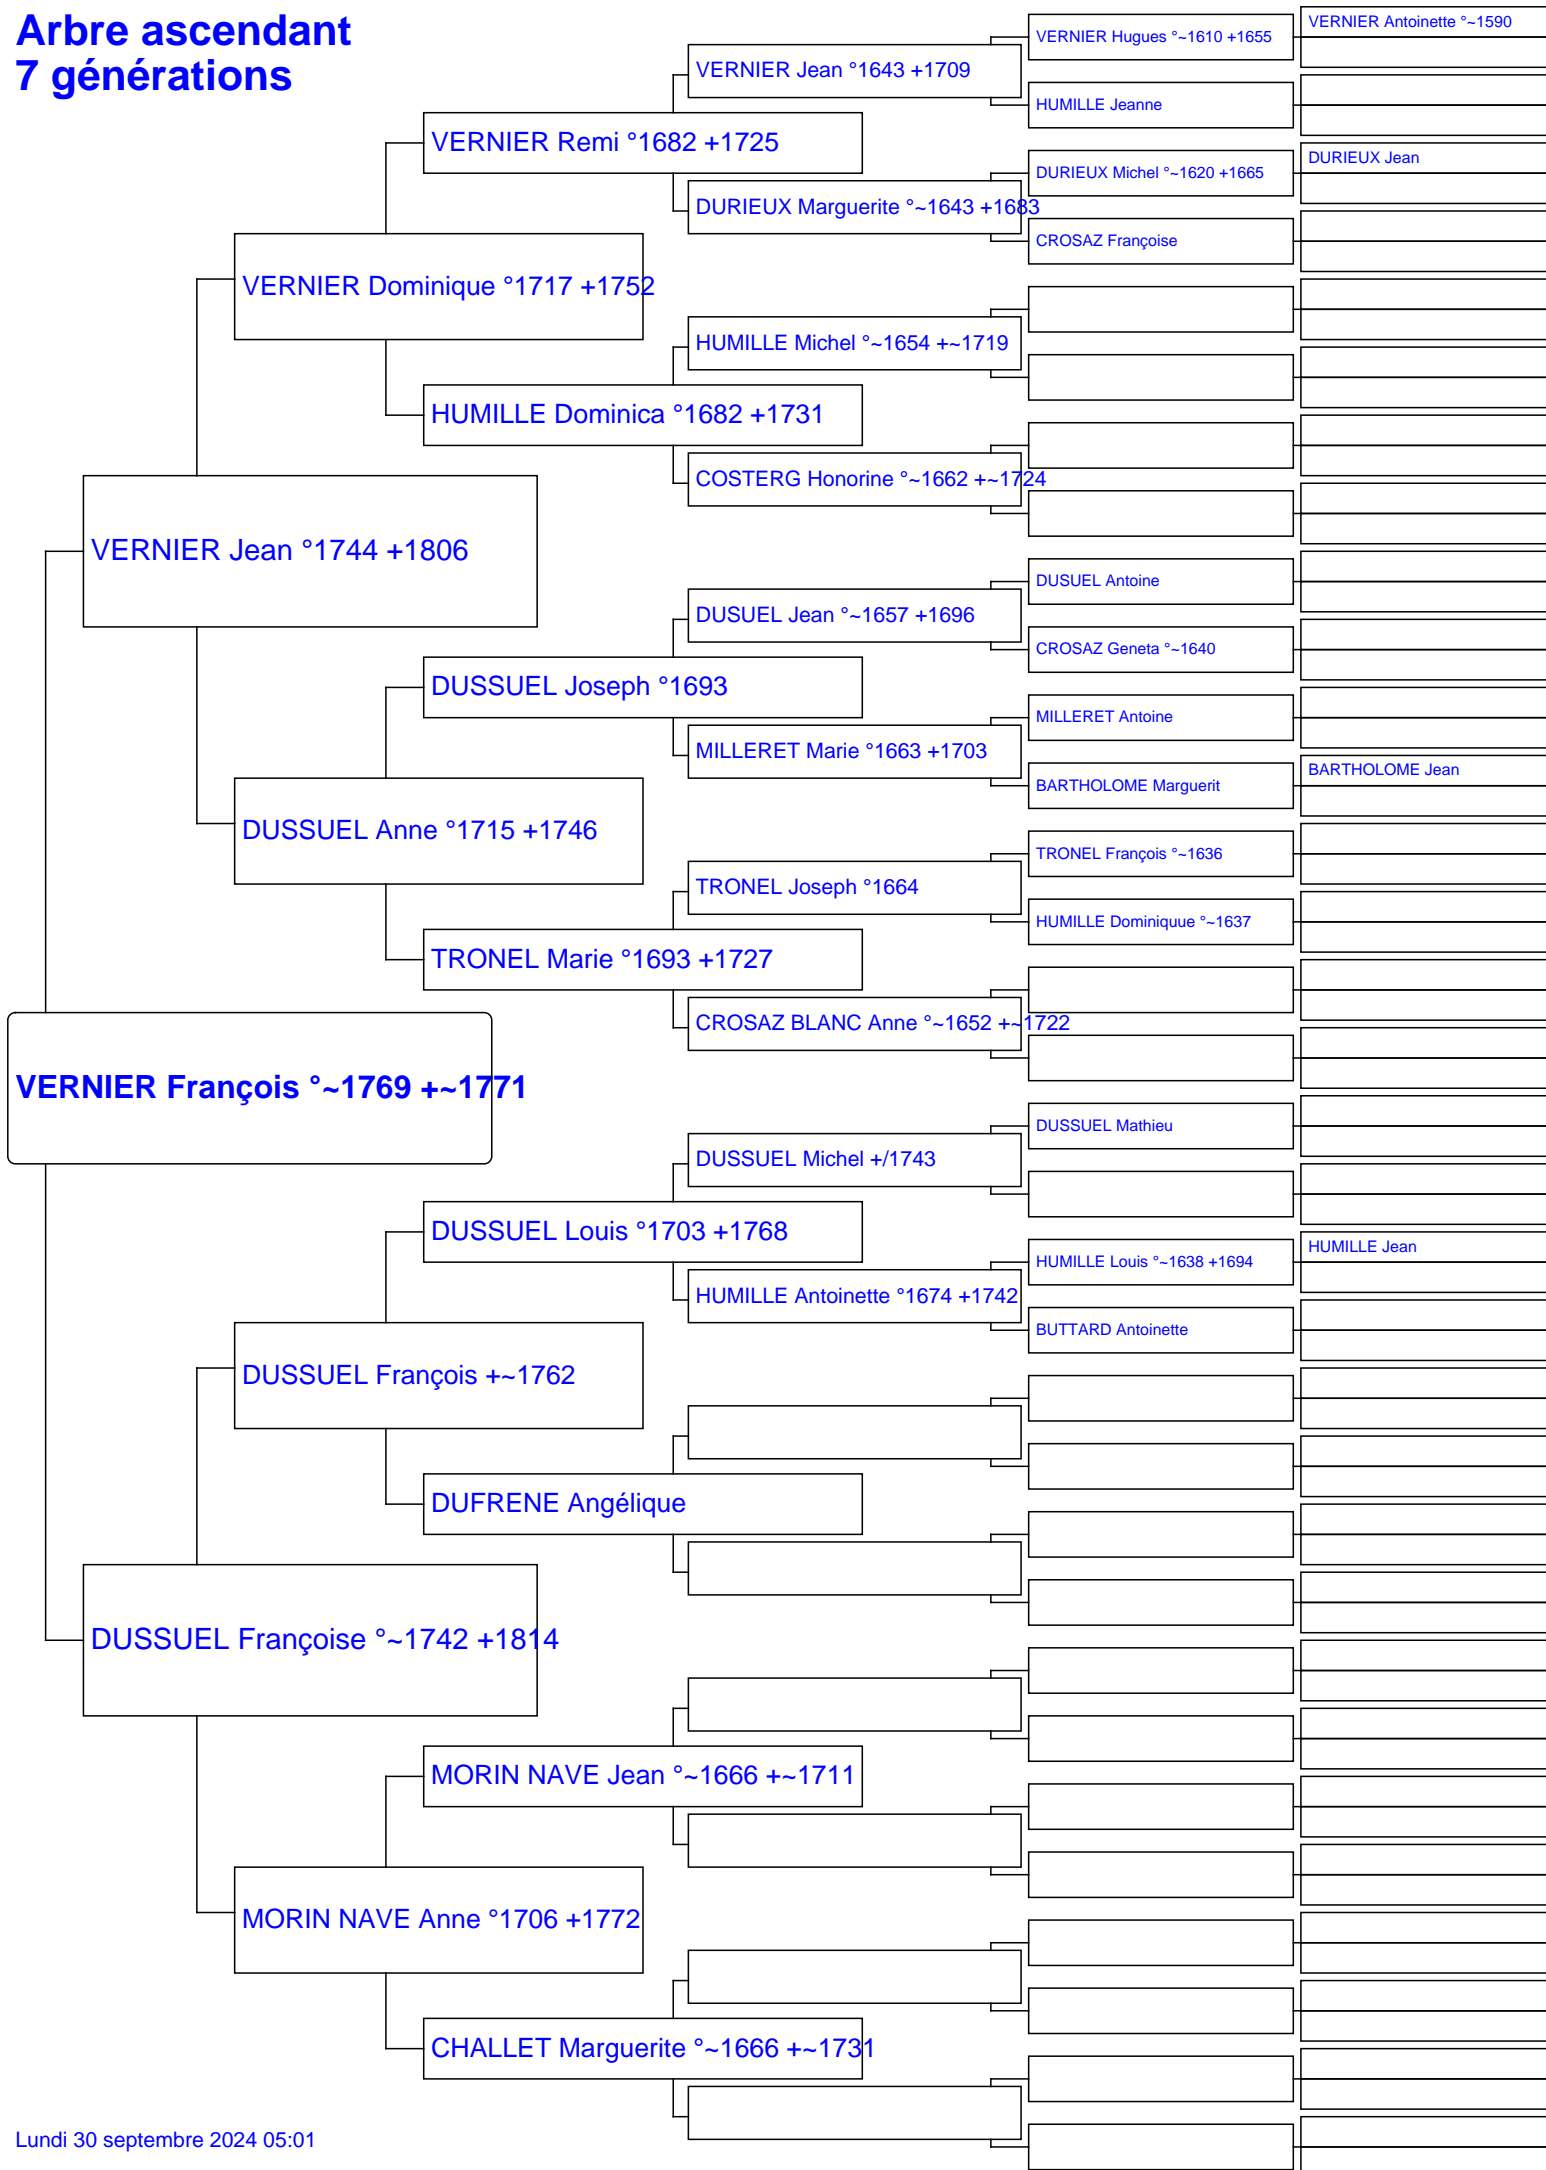 Arbre ascendant
7 générations
VERNIER Antoinette °~1590
VERNIER Hugues °~1610 +1655
VERNIER Jean °1643 +1709
HUMILLE Jeanne
VERNIER Remi °1682 +1725
DURIEUX Jean
DURIEUX Michel °~1620 +1665
DURIEUX Marguerite °~1643 +1683
CROSAZ Françoise
VERNIER Dominique °1717 +1752
HUMILLE Michel °~1654 +~1719
HUMILLE Dominica °1682 +1731
COSTERG Honorine °~1662 +~1724
VERNIER Jean °1744 +1806
DUSUEL Antoine
DUSUEL Jean °~1657 +1696
CROSAZ Geneta °~1640
DUSSUEL Joseph °1693
MILLERET Antoine
MILLERET Marie °1663 +1703
BARTHOLOME Jean
BARTHOLOME Marguerit
DUSSUEL Anne °1715 +1746
TRONEL François °~1636
TRONEL Joseph °1664
HUMILLE Dominiquue °~1637
TRONEL Marie °1693 +1727
CROSAZ BLANC Anne °~1652 +~1722
VERNIER François °~1769 +~1771
DUSSUEL Mathieu
DUSSUEL Michel +/1743
DUSSUEL Louis °1703 +1768
HUMILLE Jean
HUMILLE Louis °~1638 +1694
HUMILLE Antoinette °1674 +1742
BUTTARD Antoinette
DUSSUEL François +~1762
DUFRENE Angélique
DUSSUEL Françoise °~1742 +1814
MORIN NAVE Jean °~1666 +~1711
MORIN NAVE Anne °1706 +1772
CHALLET Marguerite °~1666 +~1731
Lundi 30 septembre 2024 05:01